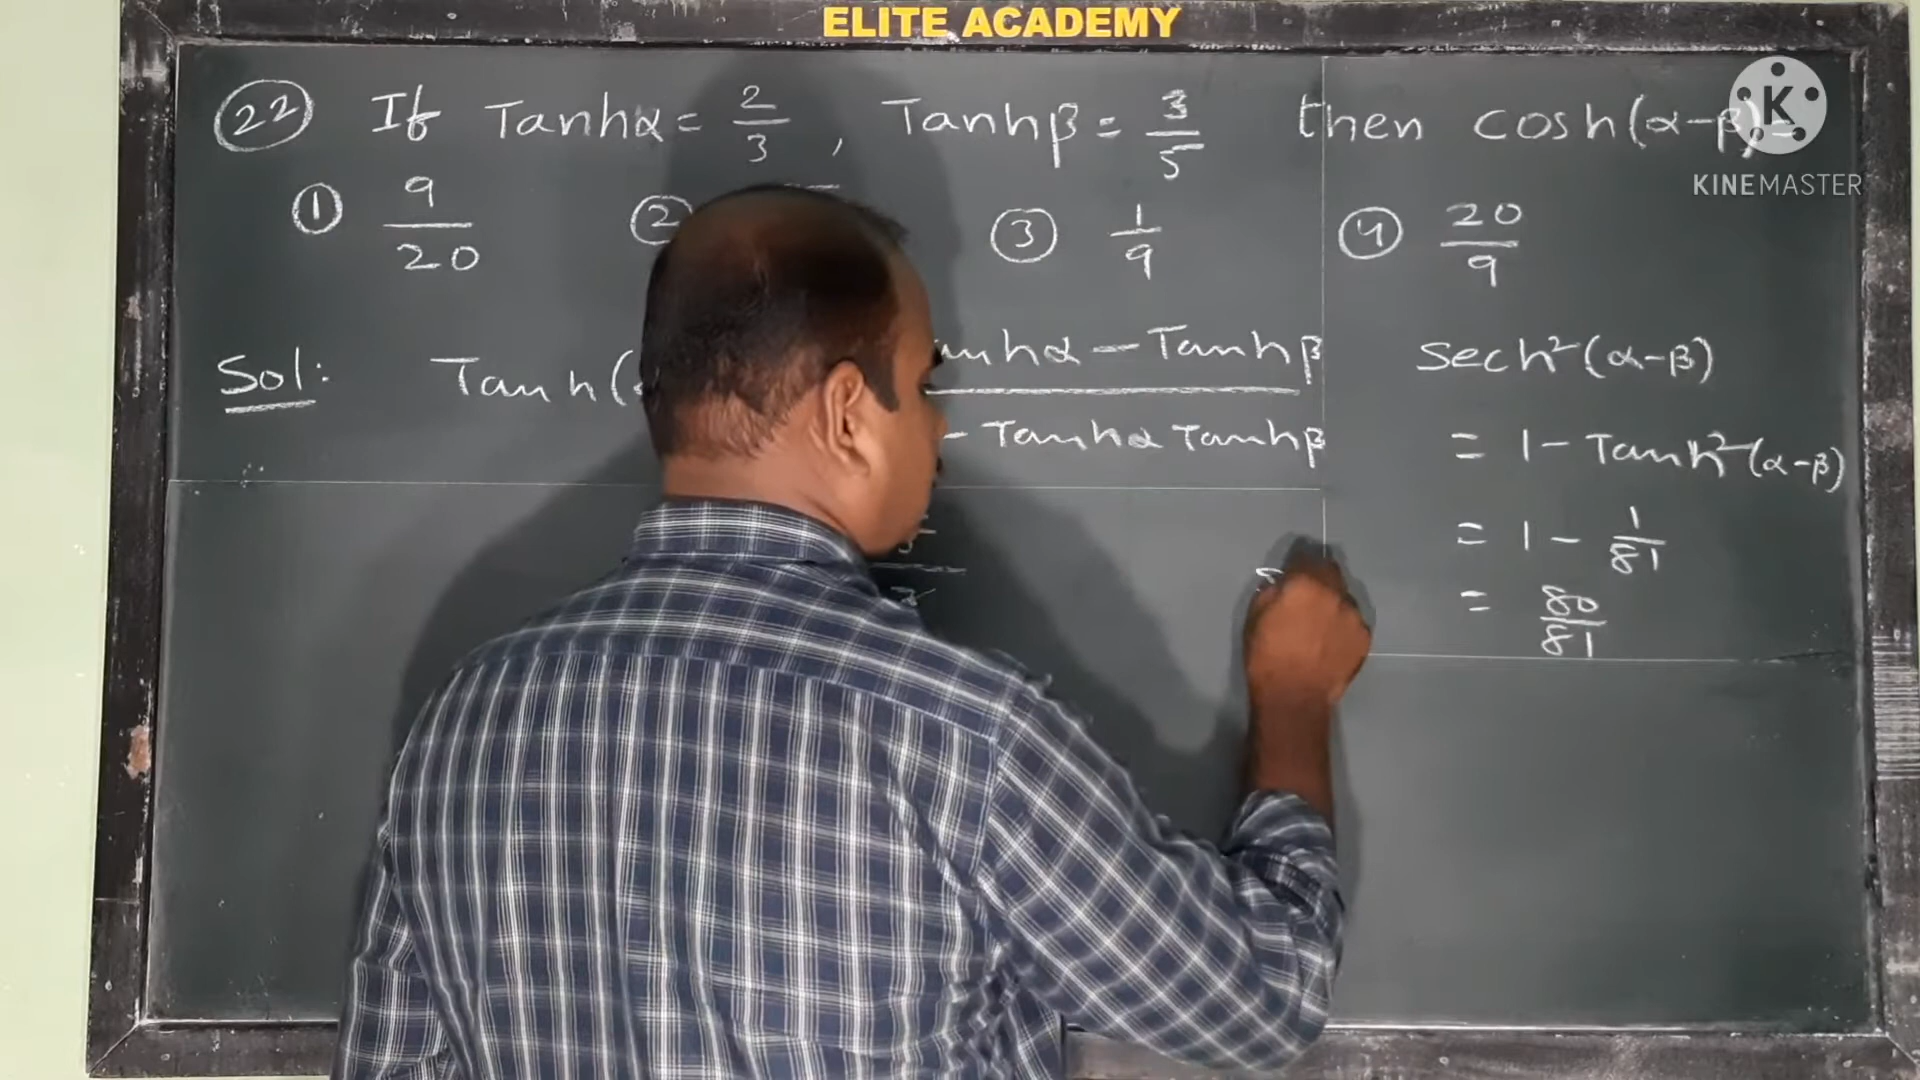 ELITE ACADEMY
22 If Tanhα = 2/3 , Tanhβ = 3/5 then cosh(α-β) =
K
KINEMASTER
① 9/20 ② ③ 1/9 ④ 20/9
Sol: Tanh( anhα - Tanhβ
- Tanhα Tanhβ
sech²(α-β)
= 1 - Tanh²(α-β)
= 1 - 1/81
= 80/81